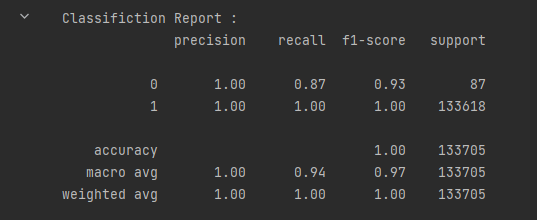 Classifiction Report :
precision recall f1-score support
0 1.00 0.87 0.93 87
1 1.00 1.00 1.00 133618
accuracy 1.00 133705
macro avg 1.00 0.94 0.97 133705
weighted avg 1.00 1.00 1.00 133705